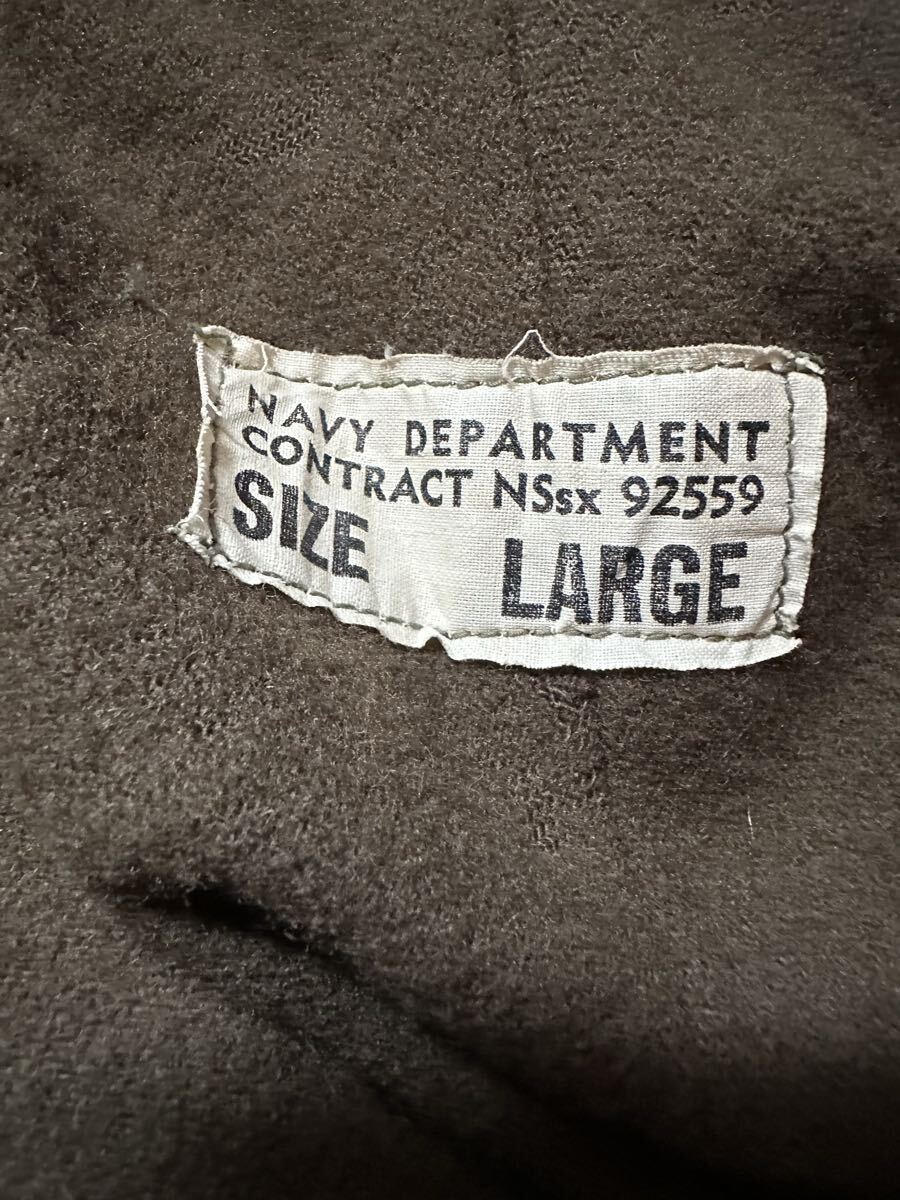 NAVY DEPARTMENT
CONTRACT NSsx 92559
SIZE LARGE